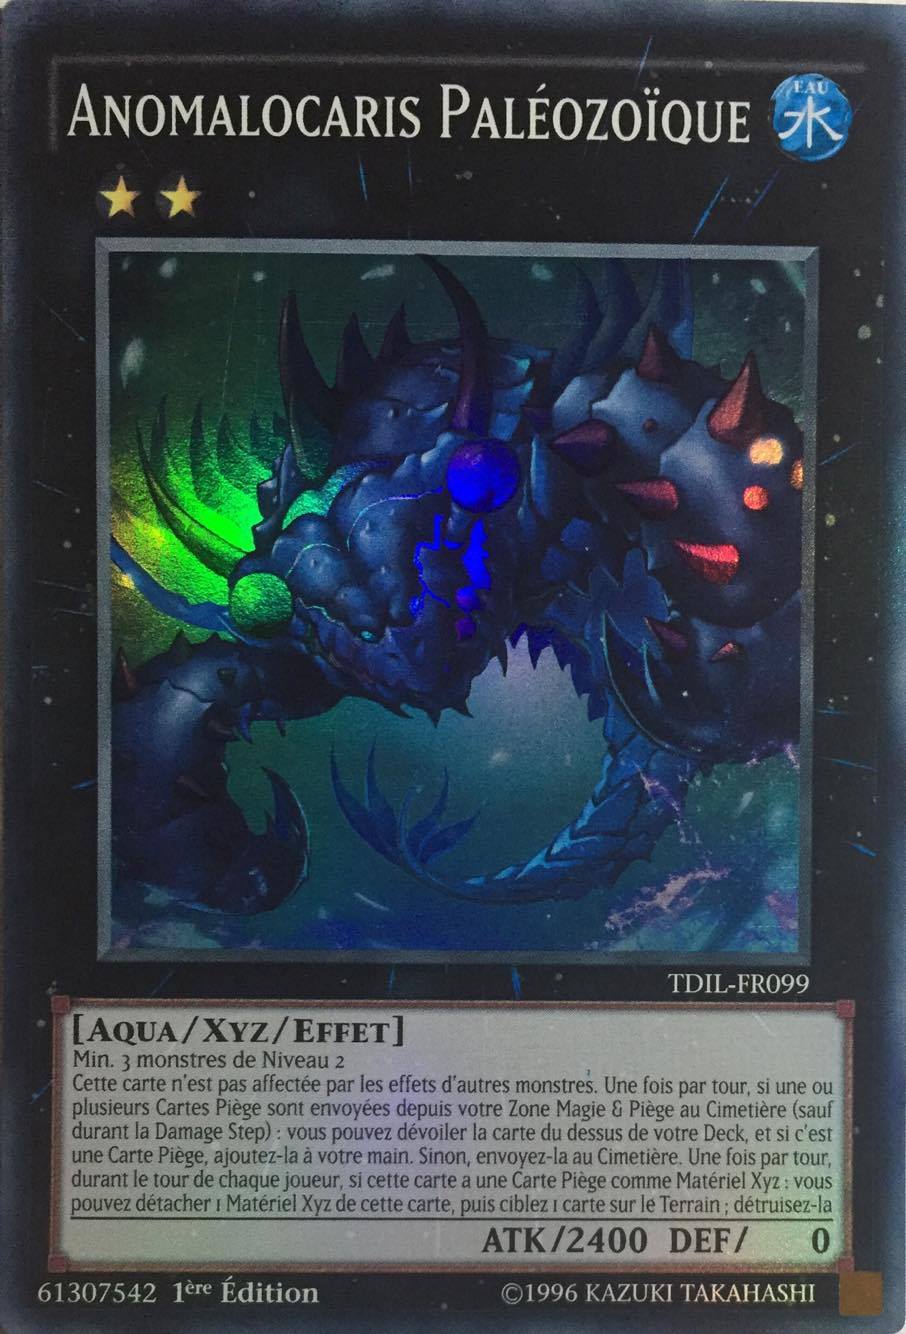 ANOMALOCARIS PALÉOZOÏQUE
EAU
水
TDIL-FR099
[AQUA/XYZ/EFFET]
Min. 3 monstres de Niveau 2
Cette carte n'est pas affectée par les effets d'autres monstres. Une fois par tour, si une ou
plusieurs Cartes Piège sont envoyées depuis votre Zone Magie & Piège au Cimetière (sauf
durant la Damage Step) : vous pouvez dévoiler la carte du dessus de votre Deck, et si c'est
une Carte Piège, ajoutez-la à votre main. Sinon, envoyez-la au Cimetière. Une fois par tour,
durant le tour de chaque joueur, si cette carte a une Carte Piège comme Matériel Xyz : vous
pouvez détacher 1 Matériel Xyz de cette carte, puis ciblez 1 carte sur le Terrain ; détruisez-la
ATK/2400 DEF/ 0
61307542 1ère Édition ©1996 KAZUKI TAKAHASHI